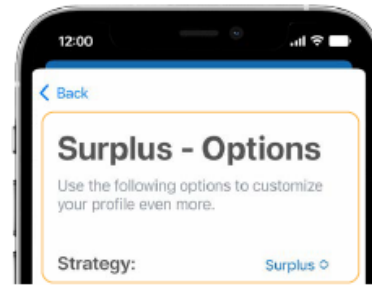 12:00
Back
Surplus - Options
Use the following options to customize
your profile even more.
Strategy: Surplus